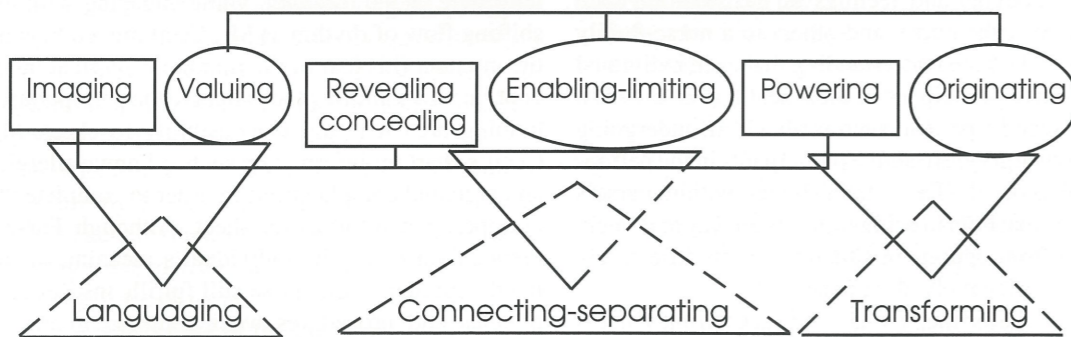 Imaging
Valuing
Revealing
concealing
Enabling-limiting
Powering
Originating
Languaging
Connecting-separating
Transforming